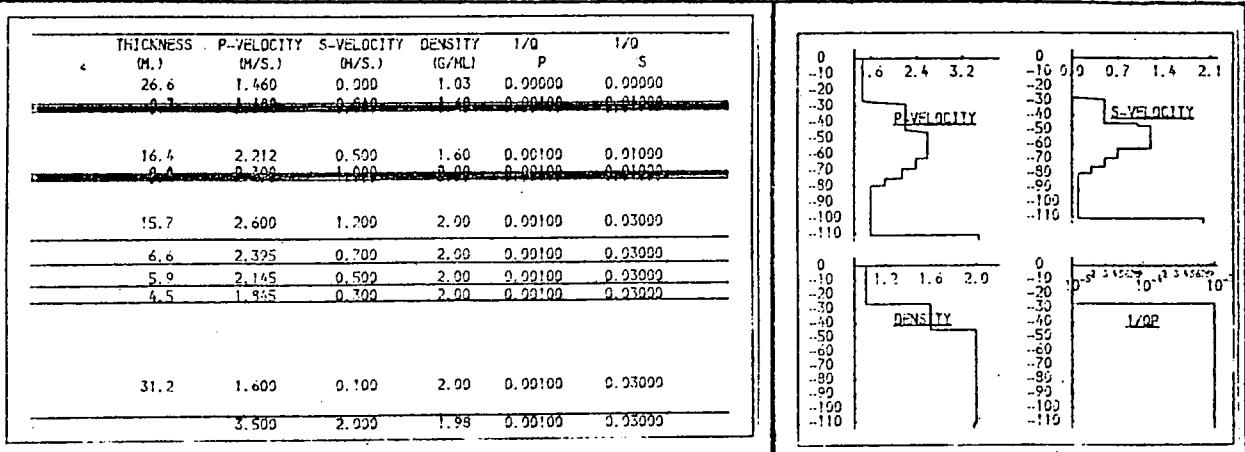 THICKNESS P-VELOCITY S-VELOCITY DENSITY 1/Q 1/Q
(M.) (M/S.) (M/S.) (G/ML) P S
26.6 1.460 0.000 1.03 0.00000 0.00000
16.4 2.212 0.500 1.60 0.00100 0.01000
15.7 2.600 1.200 2.00 0.00100 0.03000
6.6 2.395 0.700 2.00 0.00100 0.03000
5.9 2.145 0.500 2.00 0.00100 0.03000
4.5 1.845 0.300 2.00 0.00100 0.03000
31.2 1.600 0.100 2.00 0.00100 0.03000
3.500 2.000 1.98 0.00100 0.03000
0
-10 1.6 2.4 3.2
-20
-30
-40 P-VELOCITY
-50
-60
-70
-80
-90
-100
-110
0
-10 0.0 0.7 1.4 2.1
-20
-30
-40 S-VELOCITY
-50
-60
-70
-80
-90
-100
-110
0
-10 1.2 1.6 2.0
-20
-30
-40 DENSITY
-50
-60
-70
-80
-90
-100
-110
0
-10 10⁻⁵ 10⁻⁴
-20
-30
-40 1/QP
-50
-60
-70
-80
-90
-100
-110